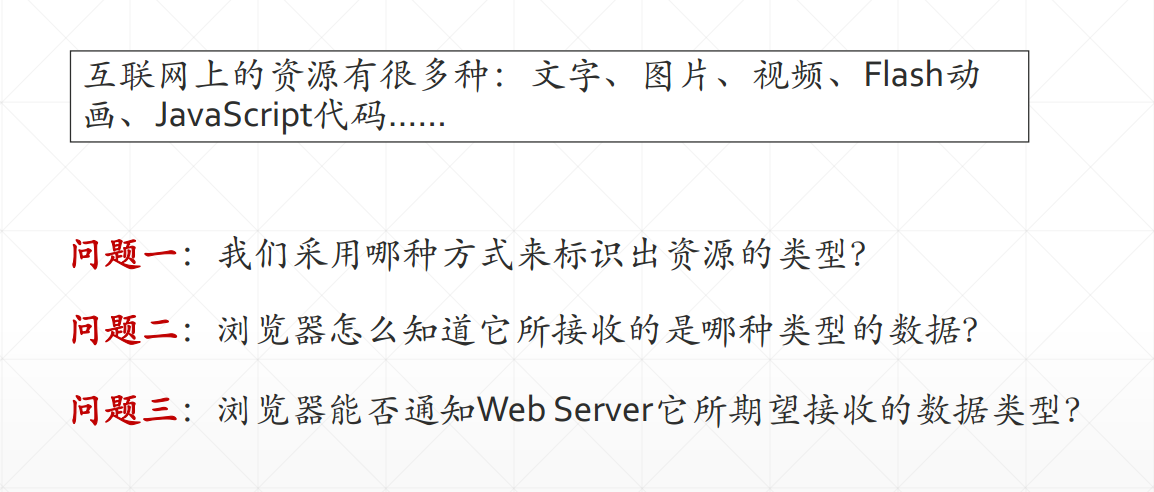 互联网上的资源有很多种：文字、图片、视频、Flash动
画、JavaScript代码……
问题一：我们采用哪种方式来标识出资源的类型？
问题二：浏览器怎么知道它所接收的是哪种类型的数据？
问题三：浏览器能否通知Web Server它所期望接收的数据类型？